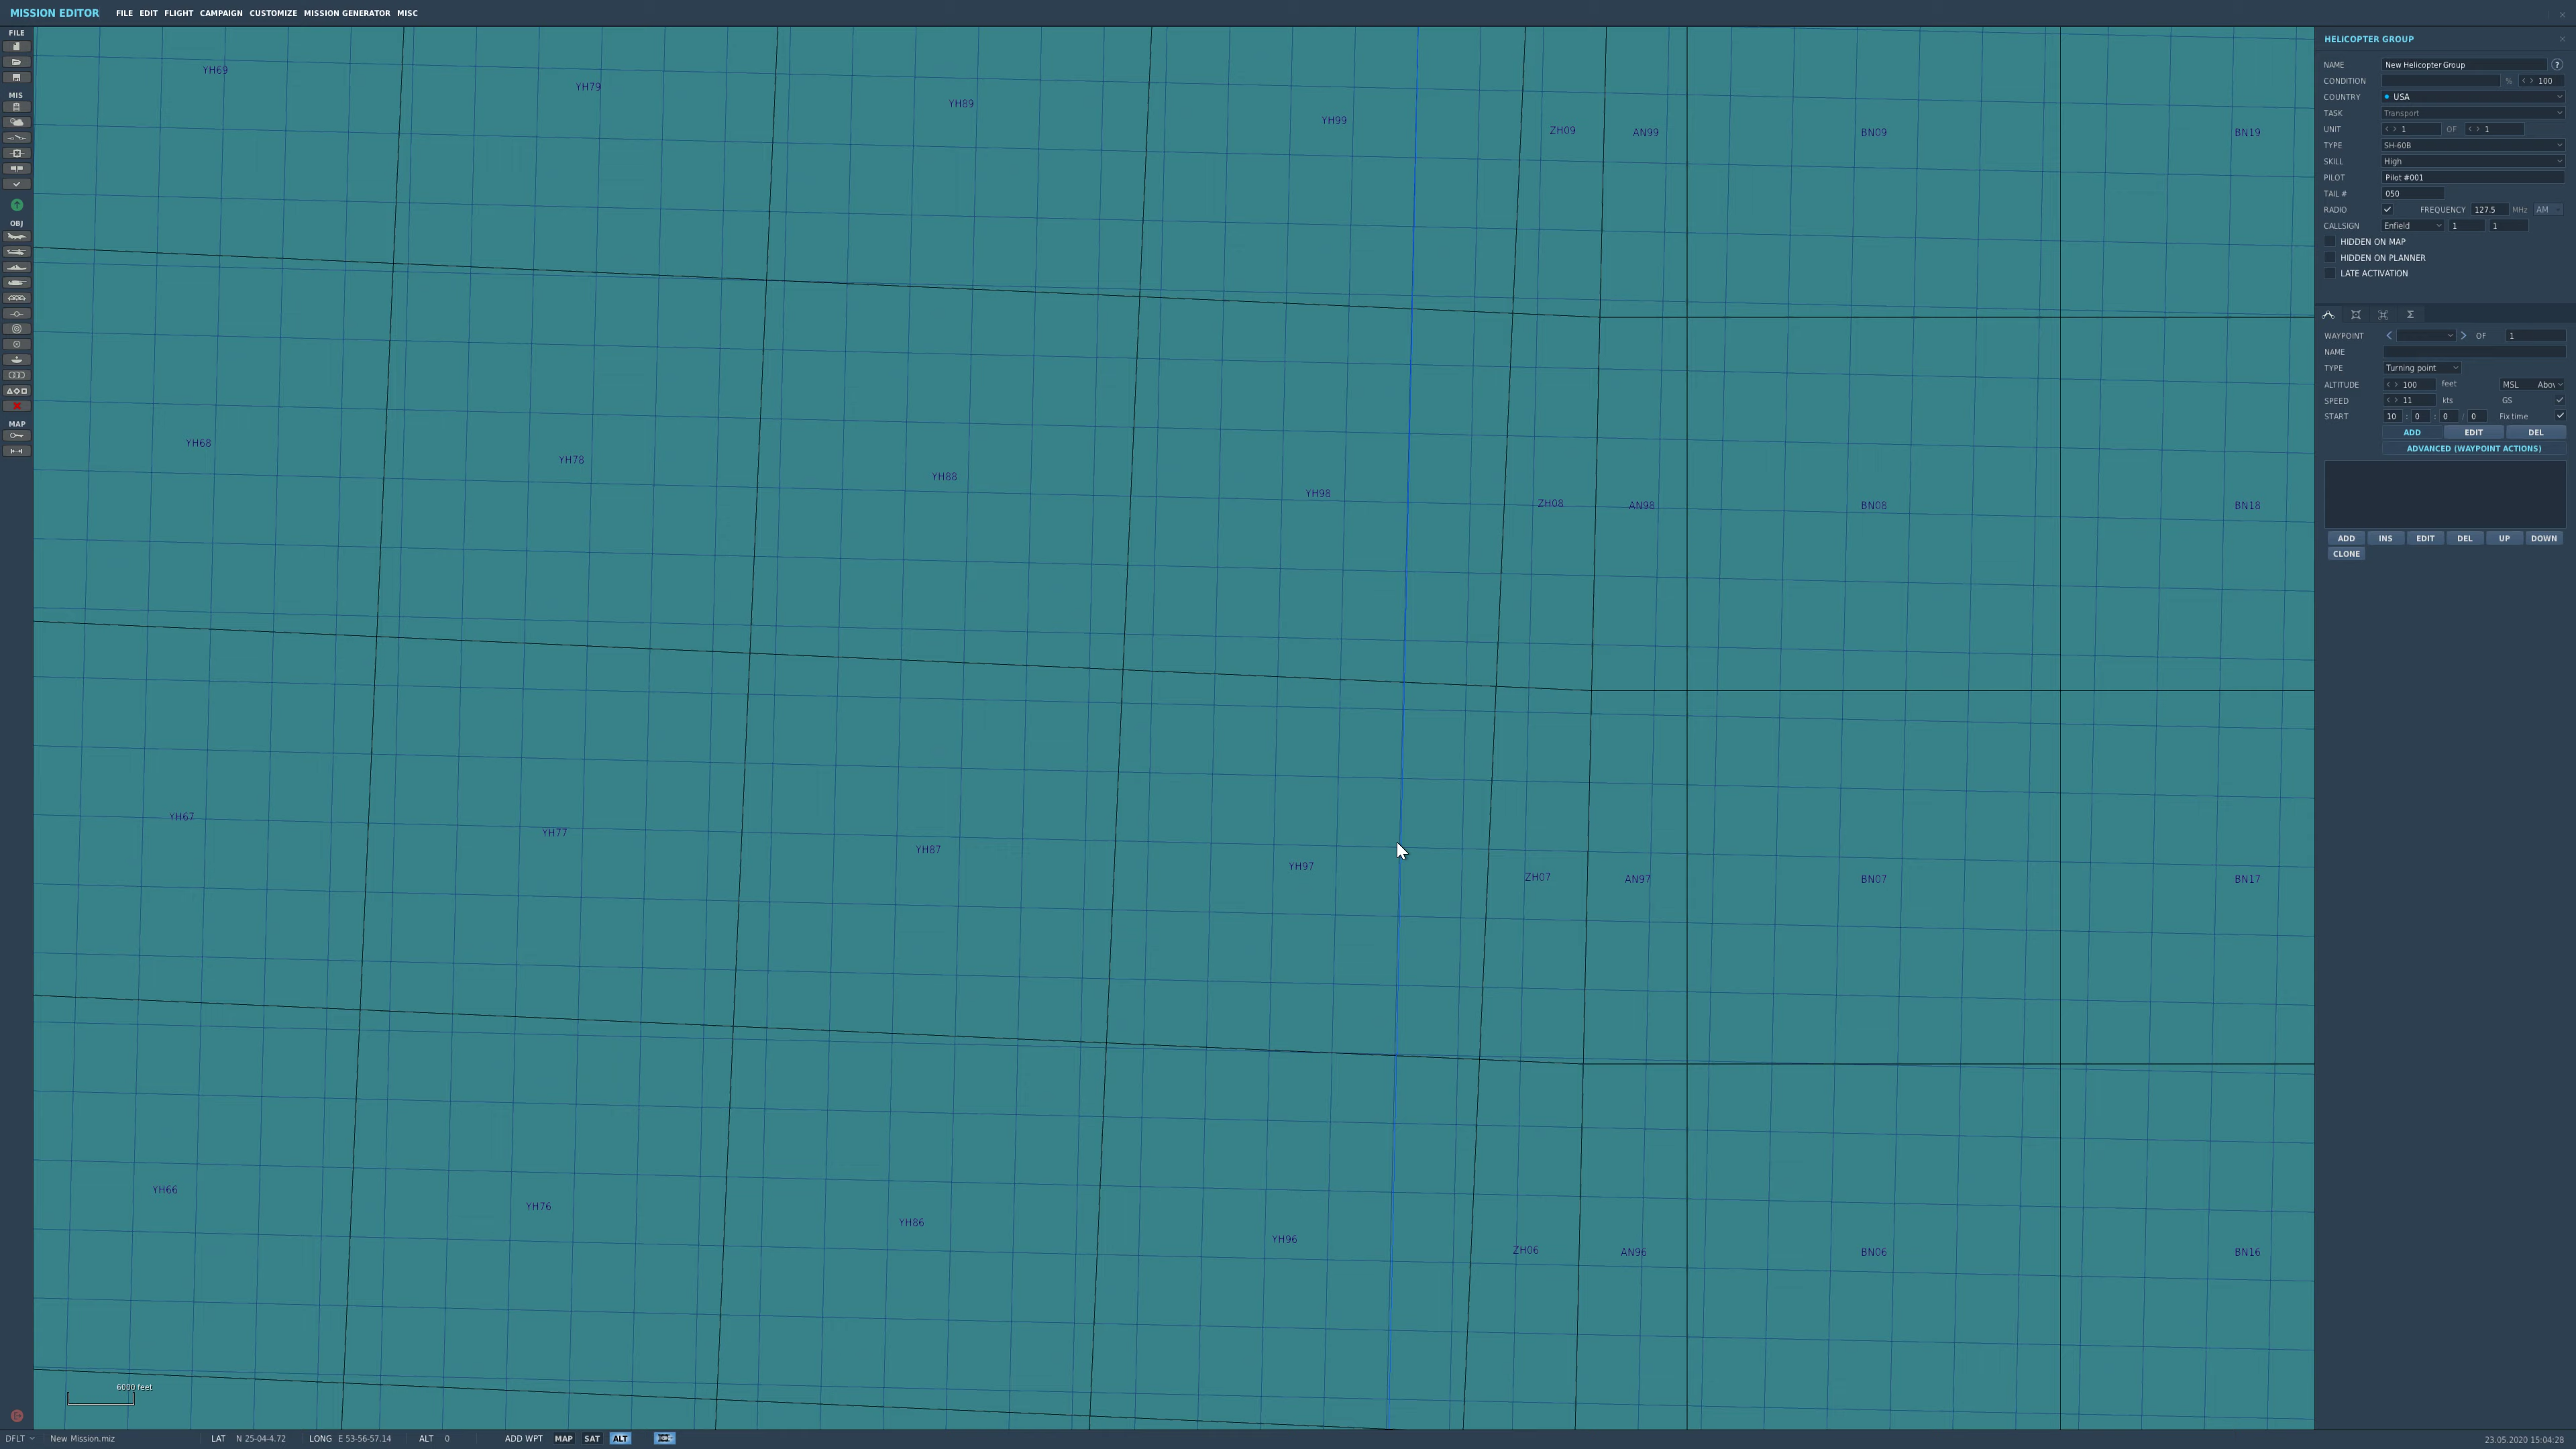 MISSION EDITOR FILE EDIT FLIGHT CAMPAIGN CUSTOMIZE MISSION GENERATOR MISC
FILE
MIS
OBJ
MAP
YH69 YH79 YH89 YH99 ZH09 AN99 BN09 BN19
YH68 YH78 YH88 YH98 ZH08 AN98 BN08 BN18
YH67 YH77 YH87 YH97 ZH07 AN97 BN07 BN17
YH66 YH76 YH86 YH96 ZH06 AN96 BN06 BN16
6000 feet
HELICOPTER GROUP
NAME New Helicopter Group ?
CONDITION % < > 100
COUNTRY USA
TASK Transport
UNIT < > 1 OF < > 1
TYPE SH-60B
SKILL High
PILOT Pilot #001
TAIL # 050
RADIO FREQUENCY 127.5 MHz AM
CALLSIGN Enfield 1 1
HIDDEN ON MAP
HIDDEN ON PLANNER
LATE ACTIVATION
Σ
WAYPOINT < > OF 1
NAME
TYPE Turning point
ALTITUDE < > 100 feet MSL Abov
SPEED < > 11 kts GS
START 10 : 0 : 0 / 0 Fix time
ADD EDIT DEL
ADVANCED (WAYPOINT ACTIONS)
ADD INS EDIT DEL UP DOWN
CLONE
DFLT New Mission.miz LAT N 25-04-4.72 LONG E 53-56-57.14 ALT 0 ADD WPT MAP SAT ALT 23.05.2020 15:04:28